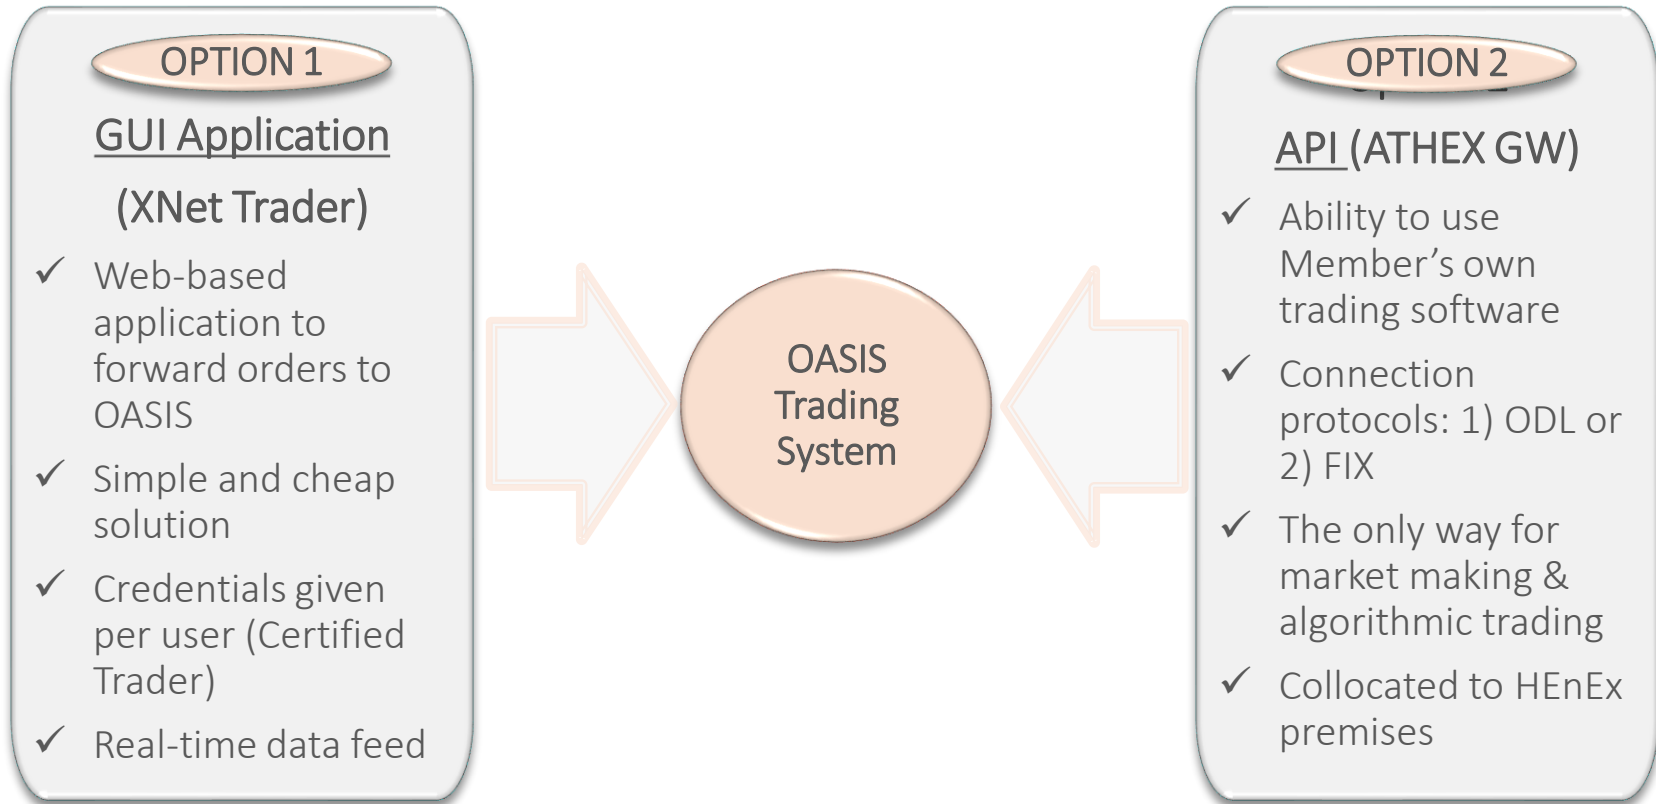 OPTION 1
GUI Application
(XNet Trader)
✓ Web-based
application to
forward orders to
OASIS
✓ Simple and cheap
solution
✓ Credentials given
per user (Certified
Trader)
✓ Real-time data feed
OASIS
Trading
System
OPTION 2
API (ATHEX GW)
✓ Ability to use
Member’s own
trading software
✓ Connection
protocols: 1) ODL or
2) FIX
✓ The only way for
market making &
algorithmic trading
✓ Collocated to HEnEx
premises